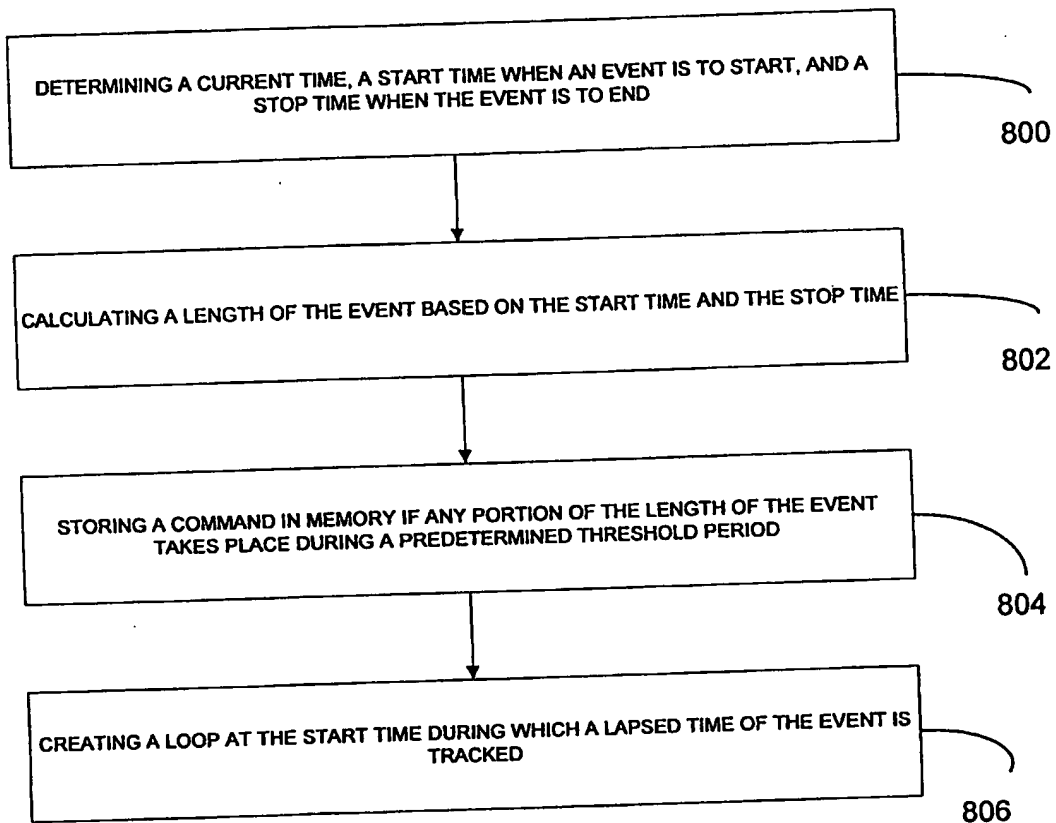 DETERMINING A CURRENT TIME, A START TIME WHEN AN EVENT IS TO START, AND A
STOP TIME WHEN THE EVENT IS TO END
800
CALCULATING A LENGTH OF THE EVENT BASED ON THE START TIME AND THE STOP TIME
802
STORING A COMMAND IN MEMORY IF ANY PORTION OF THE LENGTH OF THE EVENT
TAKES PLACE DURING A PREDETERMINED THRESHOLD PERIOD
804
CREATING A LOOP AT THE START TIME DURING WHICH A LAPSED TIME OF THE EVENT IS
TRACKED
806